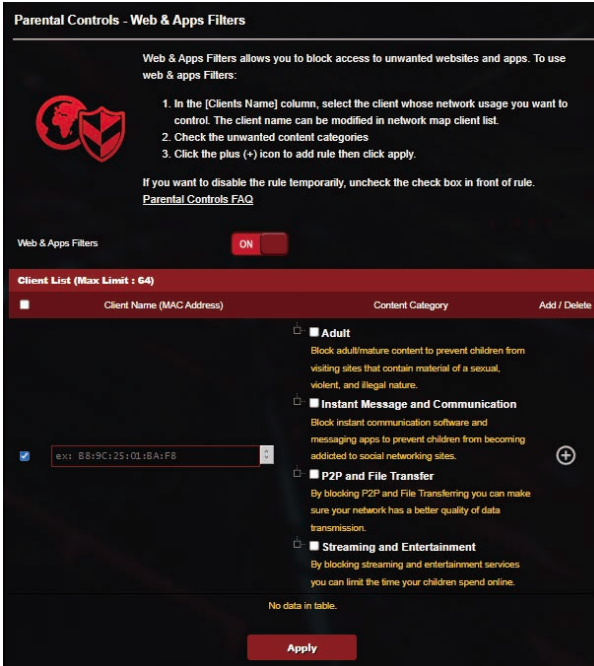 Parental Controls - Web & Apps Filters
Web & Apps Filters allows you to block access to unwanted websites and apps. To use
web & apps Filters:
1. In the [Clients Name] column, select the client whose network usage you want to
control. The client name can be modified in network map client list.
2. Check the unwanted content categories
3. Click the plus (+) icon to add rule then click apply.
If you want to disable the rule temporarily, uncheck the check box in front of rule.
Parental Controls FAQ
Web & Apps Filters
ON
Client List (Max Limit : 64)
Client Name (MAC Address) Content Category Add / Delete
Adult
Block adult/mature content to prevent children from
visiting sites that contain material of a sexual,
violent, and illegal nature.
Instant Message and Communication
Block instant communication software and
messaging apps to prevent children from becoming
addicted to social networking sites.
ex: B8:9C:25:01:BA:F8
P2P and File Transfer
By blocking P2P and File Transferring you can make
sure your network has a better quality of data
transmission.
Streaming and Entertainment
By blocking streaming and entertainment services
you can limit the time your children spend online.
No data in table.
Apply